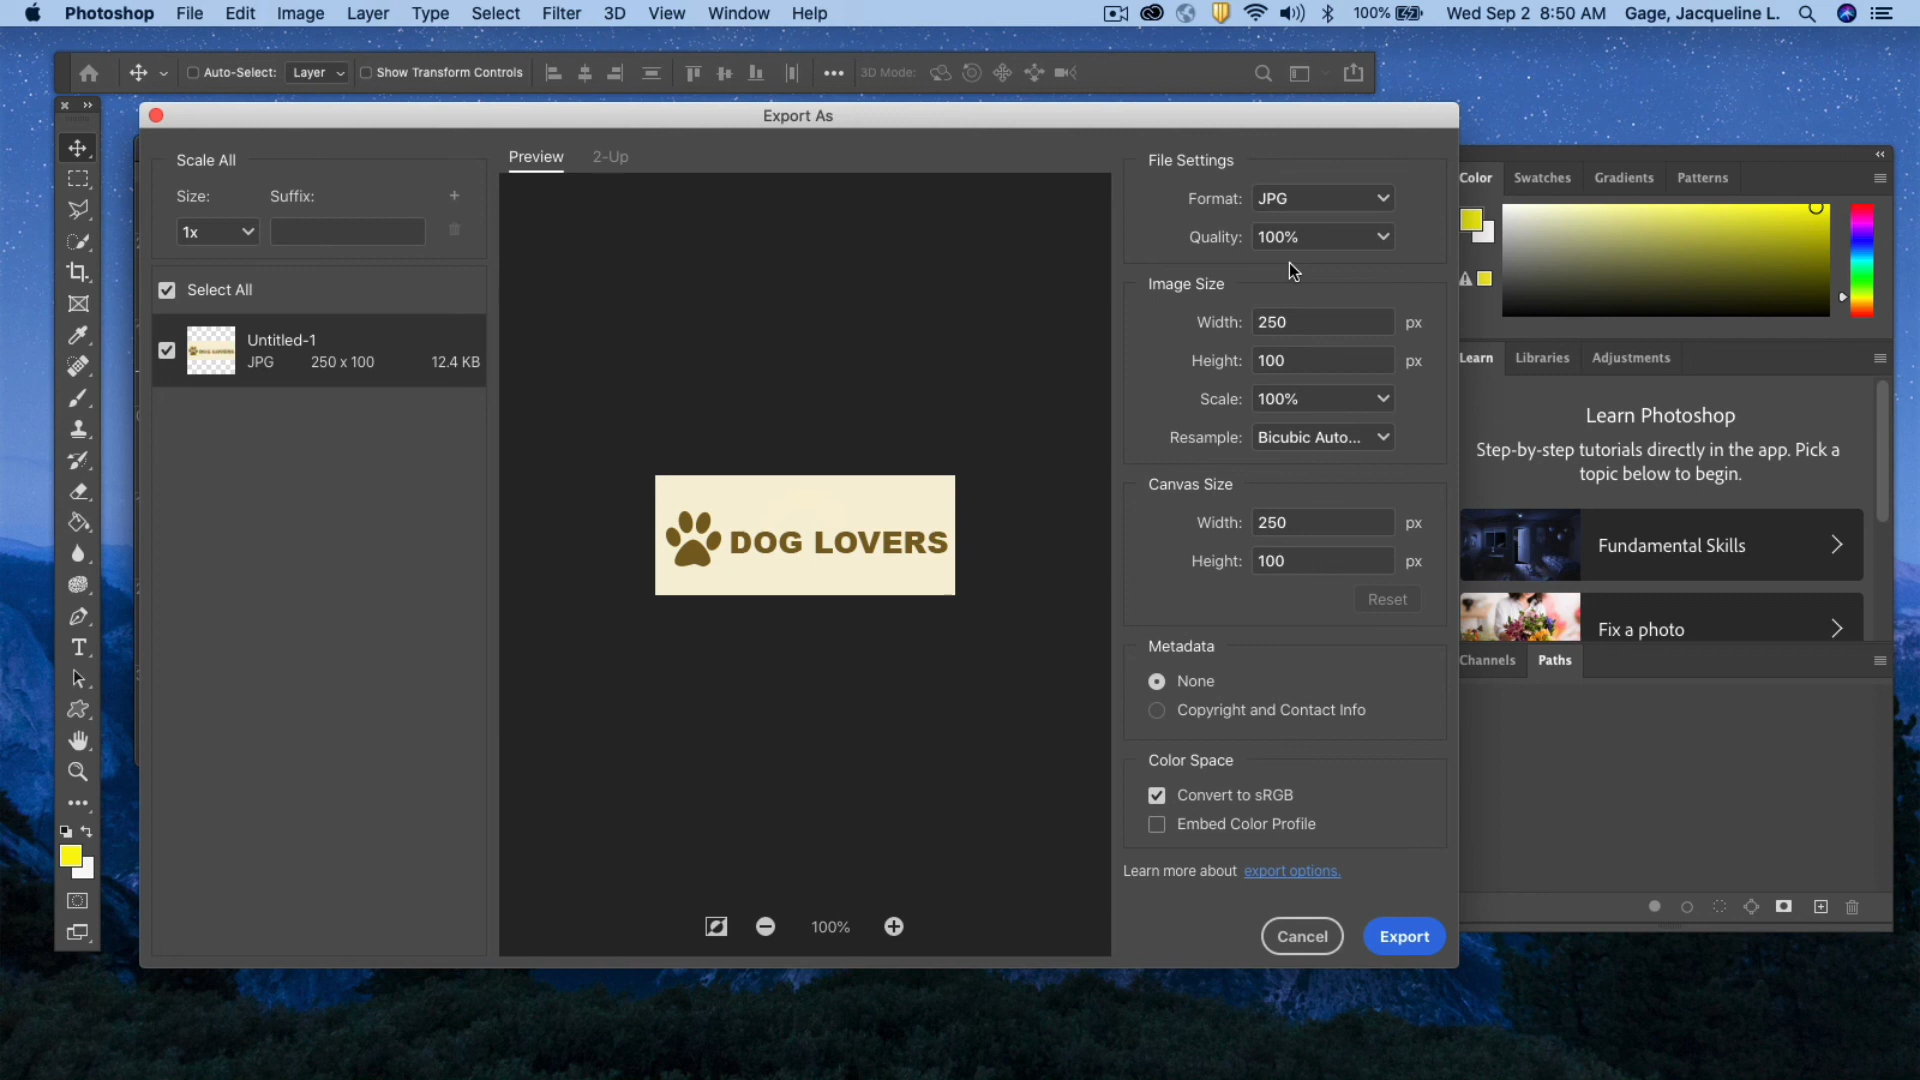 Photoshop File Edit Image Layer Type Select Filter 3D View Window Help 100% Wed Sep 2 8:50 AM Gage, Jacqueline L.
Auto-Select: Layer Show Transform Controls 3D Mode:
Export As
Scale All
Size: Suffix:
1x
Select All
Untitled-1
JPG 250 x 100 12.4 KB
Preview 2-Up
DOG LOVERS
100%
File Settings
Format: JPG
Quality: 100%
Image Size
Width: 250 px
Height: 100 px
Scale: 100%
Resample: Bicubic Auto...
Canvas Size
Width: 250 px
Height: 100 px
Reset
Metadata
None
Copyright and Contact Info
Color Space
Convert to sRGB
Embed Color Profile
Learn more about export options.
Cancel Export
Color Swatches Gradients Patterns
Learn Libraries Adjustments
Learn Photoshop
Step-by-step tutorials directly in the app. Pick a
topic below to begin.
Fundamental Skills
Fix a photo
Channels Paths